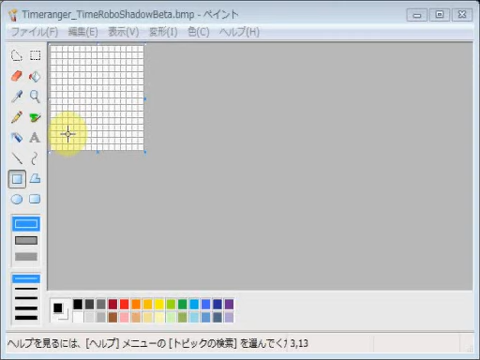 Timeranger_TimeRoboShadowBeta.bmp - ペイント
ファイル(F) 編集(E) 表示(V) 変形(I) 色(C) ヘルプ(H)
A
ヘルプを見るには、[ヘルプ] メニューの [トピックの検索] を選んでく 3,13